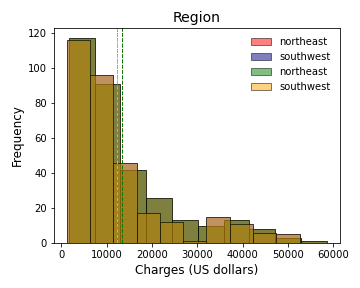 Region
120
100
80
60
40
20
0
Frequency
northeast
southwest
northeast
southwest
0 10000 20000 30000 40000 50000 60000
Charges (US dollars)